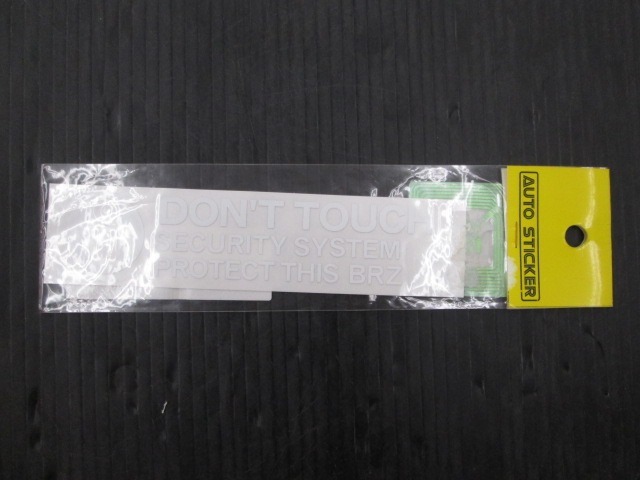 DON'T TOUCH
SECURITY SYSTEM
PROTECT THIS BRZ
AUTO STICKER